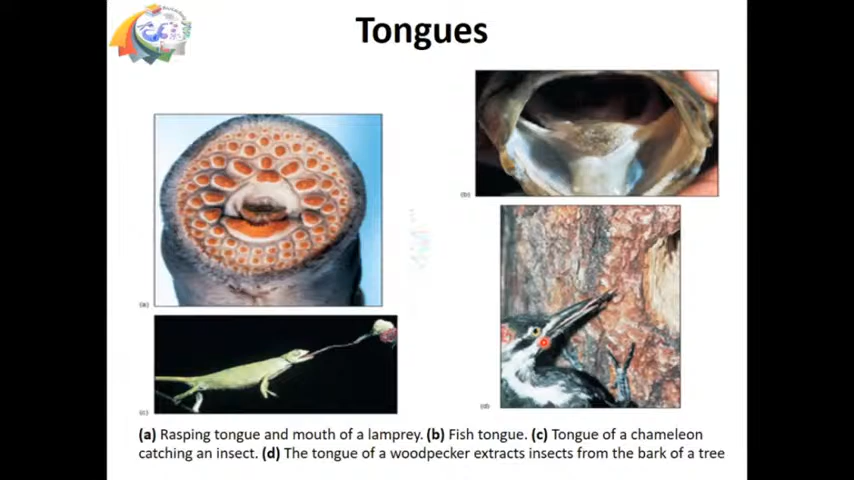 Tongues
(b)
(a)
(c)
(d)
(a) Rasping tongue and mouth of a lamprey. (b) Fish tongue. (c) Tongue of a chameleon
catching an insect. (d) The tongue of a woodpecker extracts insects from the bark of a tree